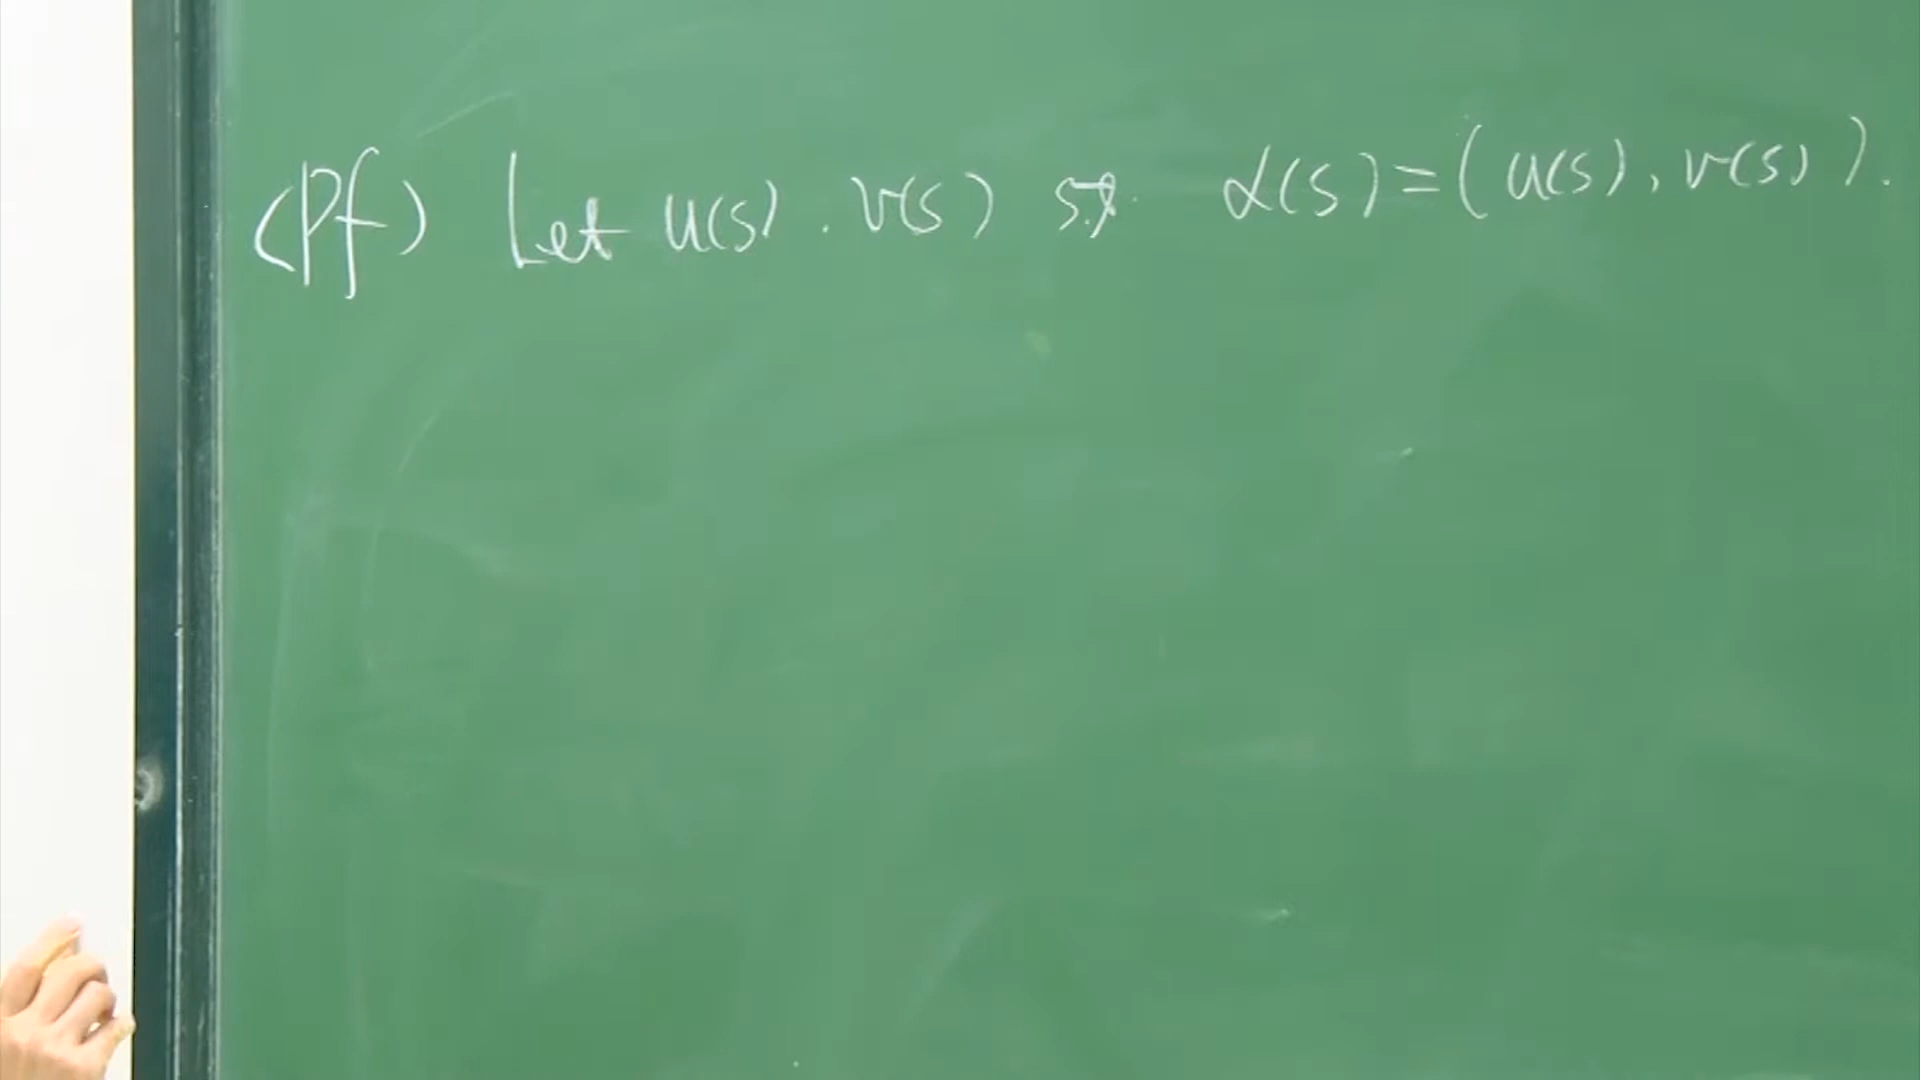 (Pf) Let u(s), v(s) s.t. α(s) = (u(s), v(s)).